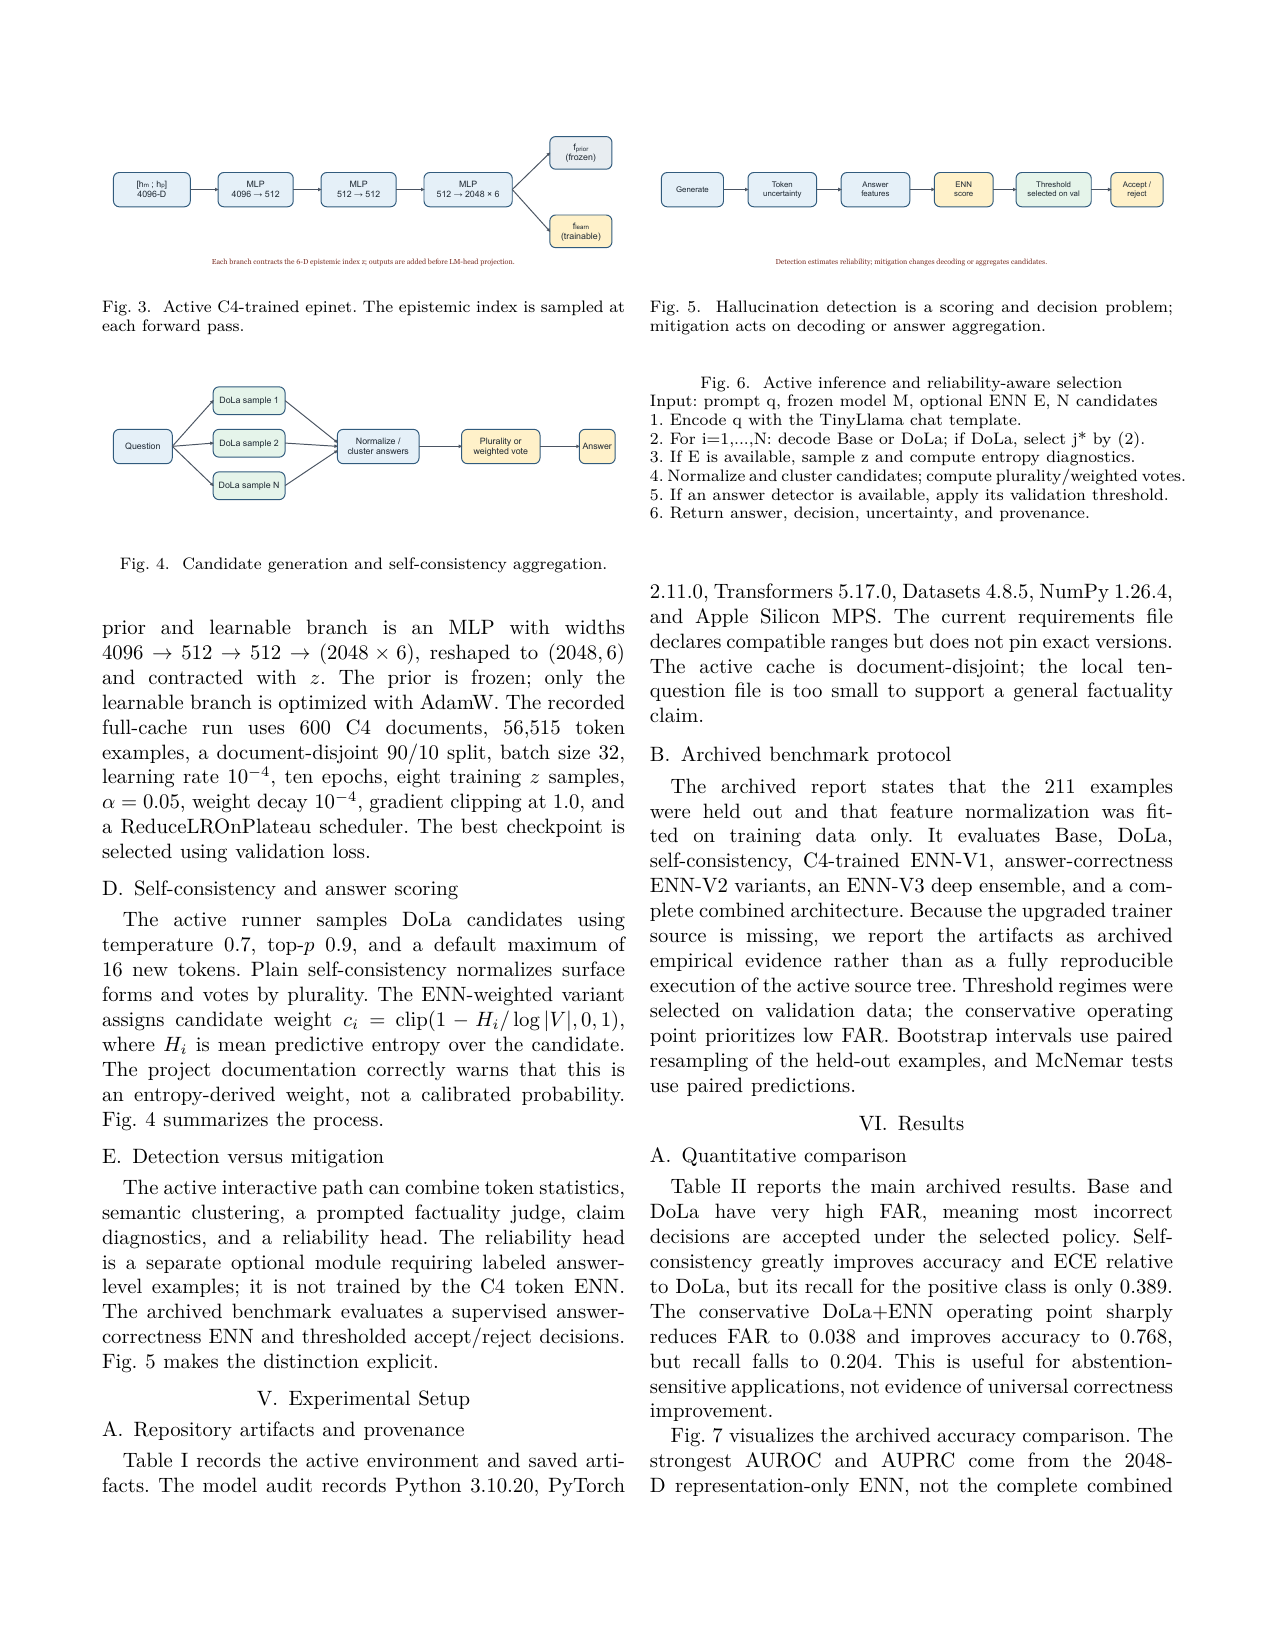 [hₘ ; hₚ]
4096-D
MLP
4096 → 512
MLP
512 → 512
MLP
512 → 2048 × 6
fprior
(frozen)
flearn
(trainable)
Each branch contracts the 6-D epistemic index z; outputs are added before LM-head projection.
Fig. 3. Active C4-trained epinet. The epistemic index is sampled at
each forward pass.
Question
DoLa sample 1
DoLa sample 2
DoLa sample N
Normalize /
cluster answers
Plurality or
weighted vote
Answer
Fig. 4. Candidate generation and self-consistency aggregation.
prior and learnable branch is an MLP with widths
4096 → 512 → 512 → (2048 × 6), reshaped to (2048, 6)
and contracted with z. The prior is frozen; only the
learnable branch is optimized with AdamW. The recorded
full-cache run uses 600 C4 documents, 56,515 token
examples, a document-disjoint 90/10 split, batch size 32,
learning rate 10⁻⁴, ten epochs, eight training z samples,
α = 0.05, weight decay 10⁻⁴, gradient clipping at 1.0, and
a ReduceLROnPlateau scheduler. The best checkpoint is
selected using validation loss.
D. Self-consistency and answer scoring
The active runner samples DoLa candidates using
temperature 0.7, top-p 0.9, and a default maximum of
16 new tokens. Plain self-consistency normalizes surface
forms and votes by plurality. The ENN-weighted variant
assigns candidate weight cᵢ = clip(1 − Hᵢ/ log |V|, 0, 1),
where Hᵢ is mean predictive entropy over the candidate.
The project documentation correctly warns that this is
an entropy-derived weight, not a calibrated probability.
Fig. 4 summarizes the process.
E. Detection versus mitigation
The active interactive path can combine token statistics,
semantic clustering, a prompted factuality judge, claim
diagnostics, and a reliability head. The reliability head
is a separate optional module requiring labeled answer-
level examples; it is not trained by the C4 token ENN.
The archived benchmark evaluates a supervised answer-
correctness ENN and thresholded accept/reject decisions.
Fig. 5 makes the distinction explicit.
V. Experimental Setup
A. Repository artifacts and provenance
Table I records the active environment and saved arti-
facts. The model audit records Python 3.10.20, PyTorch
Generate
Token
uncertainty
Answer
features
ENN
score
Threshold
selected on val
Accept /
reject
Detection estimates reliability; mitigation changes decoding or aggregates candidates.
Fig. 5. Hallucination detection is a scoring and decision problem;
mitigation acts on decoding or answer aggregation.
Fig. 6. Active inference and reliability-aware selection
Input: prompt q, frozen model M, optional ENN E, N candidates
1. Encode q with the TinyLlama chat template.
2. For i=1,...,N: decode Base or DoLa; if DoLa, select j* by (2).
3. If E is available, sample z and compute entropy diagnostics.
4. Normalize and cluster candidates; compute plurality/weighted votes.
5. If an answer detector is available, apply its validation threshold.
6. Return answer, decision, uncertainty, and provenance.
2.11.0, Transformers 5.17.0, Datasets 4.8.5, NumPy 1.26.4,
and Apple Silicon MPS. The current requirements file
declares compatible ranges but does not pin exact versions.
The active cache is document-disjoint; the local ten-
question file is too small to support a general factuality
claim.
B. Archived benchmark protocol
The archived report states that the 211 examples
were held out and that feature normalization was fit-
ted on training data only. It evaluates Base, DoLa,
self-consistency, C4-trained ENN-V1, answer-correctness
ENN-V2 variants, an ENN-V3 deep ensemble, and a com-
plete combined architecture. Because the upgraded trainer
source is missing, we report the artifacts as archived
empirical evidence rather than as a fully reproducible
execution of the active source tree. Threshold regimes were
selected on validation data; the conservative operating
point prioritizes low FAR. Bootstrap intervals use paired
resampling of the held-out examples, and McNemar tests
use paired predictions.
VI. Results
A. Quantitative comparison
Table II reports the main archived results. Base and
DoLa have very high FAR, meaning most incorrect
decisions are accepted under the selected policy. Self-
consistency greatly improves accuracy and ECE relative
to DoLa, but its recall for the positive class is only 0.389.
The conservative DoLa+ENN operating point sharply
reduces FAR to 0.038 and improves accuracy to 0.768,
but recall falls to 0.204. This is useful for abstention-
sensitive applications, not evidence of universal correctness
improvement.
Fig. 7 visualizes the archived accuracy comparison. The
strongest AUROC and AUPRC come from the 2048-
D representation-only ENN, not the complete combined